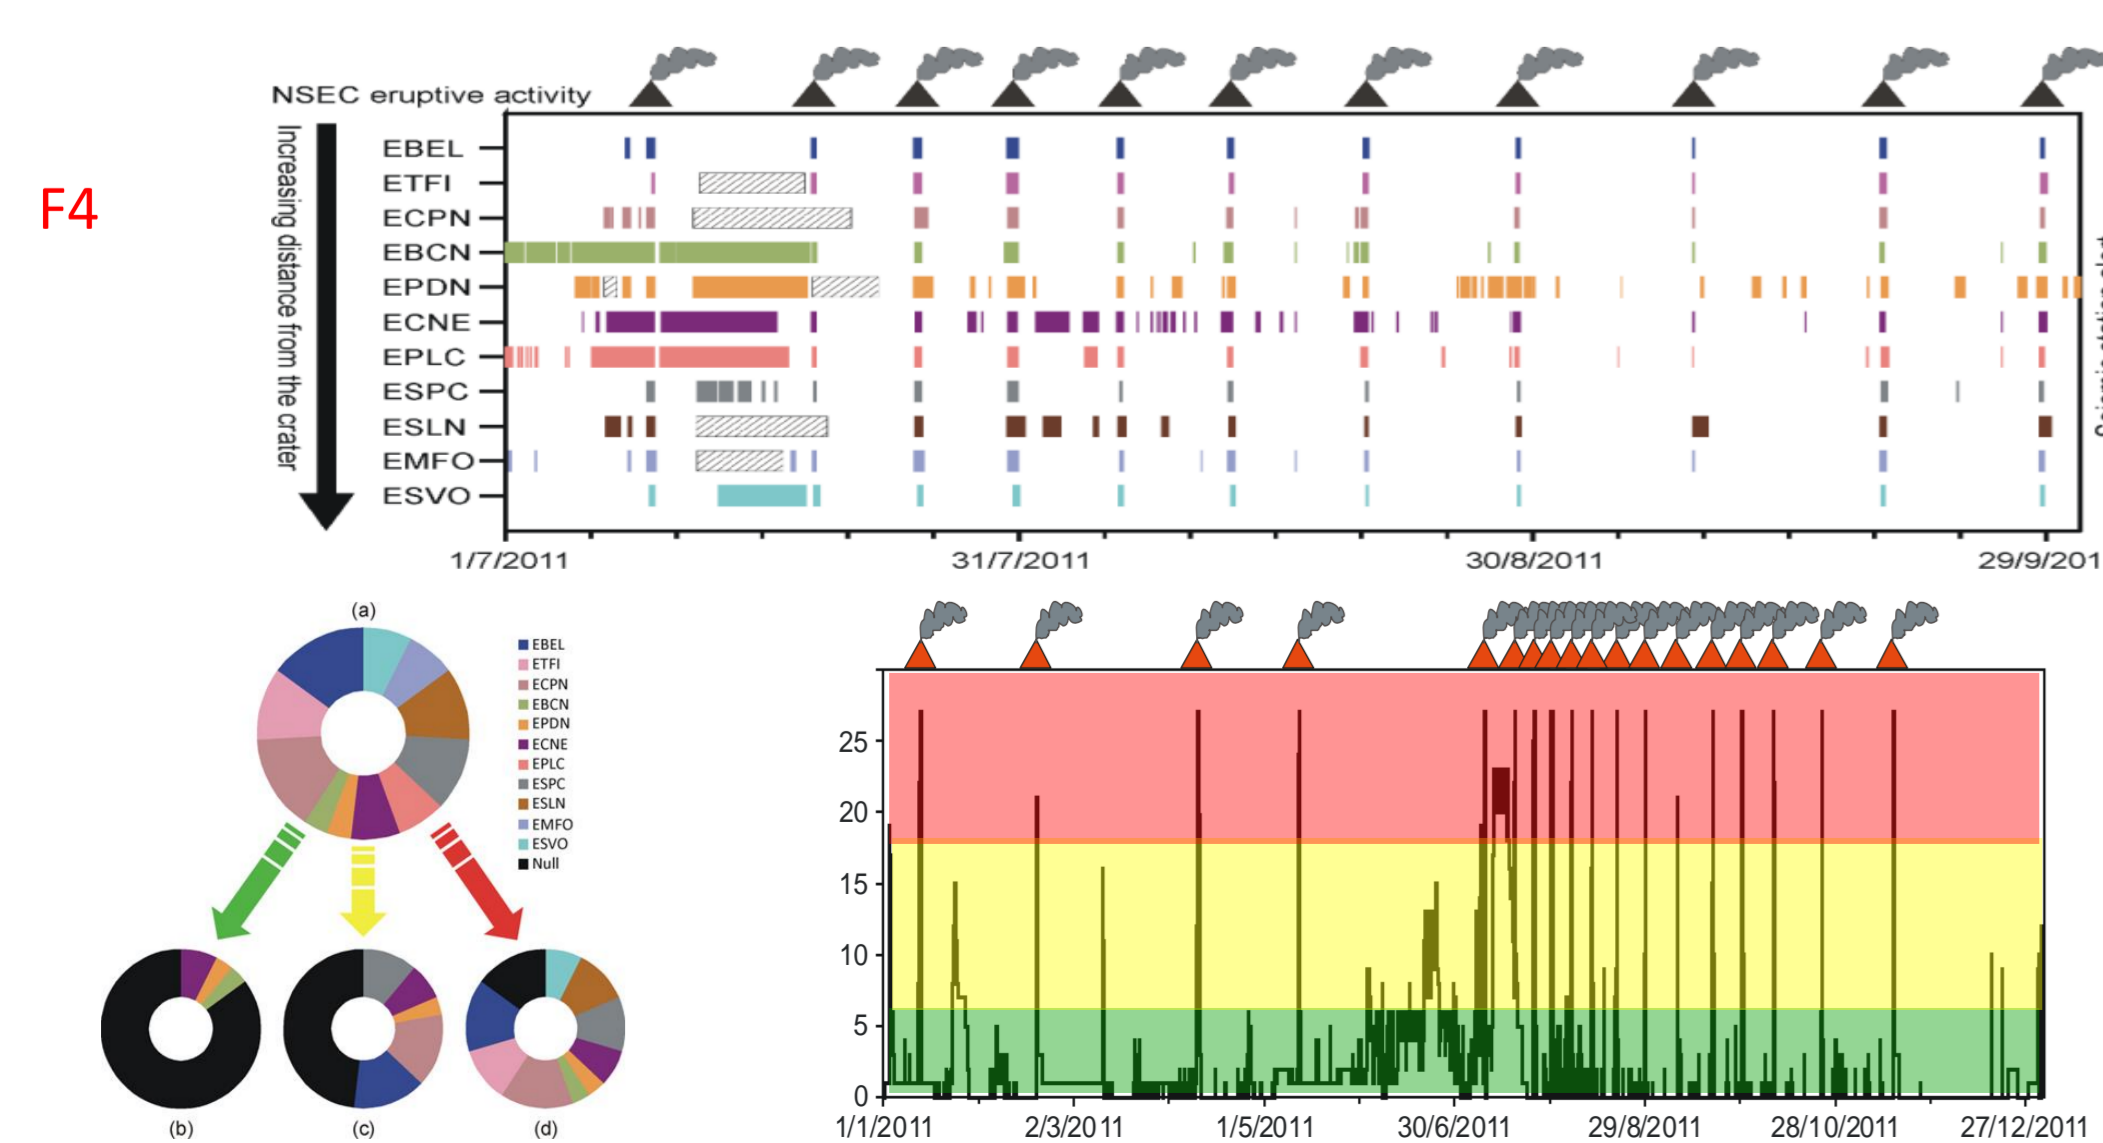 F4
NSEC eruptive activity
Increasing distance from the crater
EBEL
ETFI
ECPN
EBCN
EPDN
ECNE
EPLC
ESPC
ESLN
EMFO
ESVO
1/7/2011 31/7/2011 30/8/2011 29/9/201
(a)
EBEL
ETFI
ECPN
EBCN
EPDN
ECNE
EPLC
ESPC
ESLN
EMFO
ESVO
Null
(b) (c) (d)
25
20
15
10
5
0
1/1/2011 2/3/2011 1/5/2011 30/6/2011 29/8/2011 28/10/2011 27/12/2011